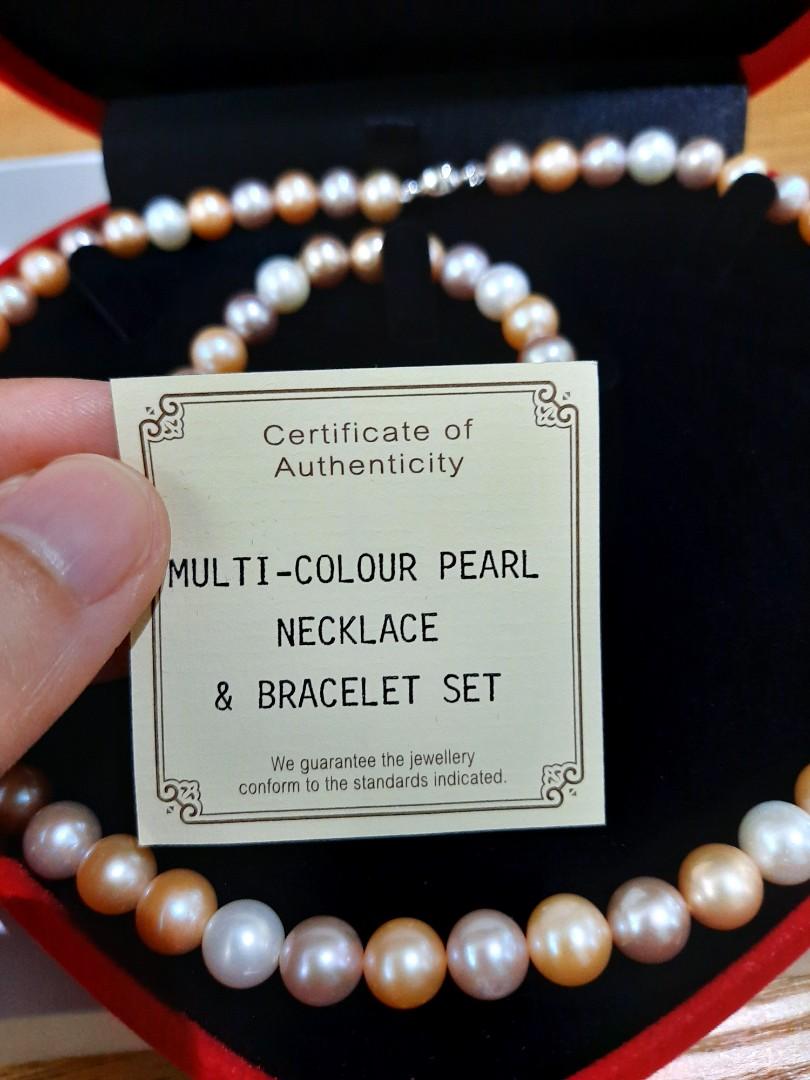 Certificate of
Authenticity
MULTI-COLOUR PEARL
NECKLACE
& BRACELET SET
We guarantee the jewellery
conform to the standards indicated.